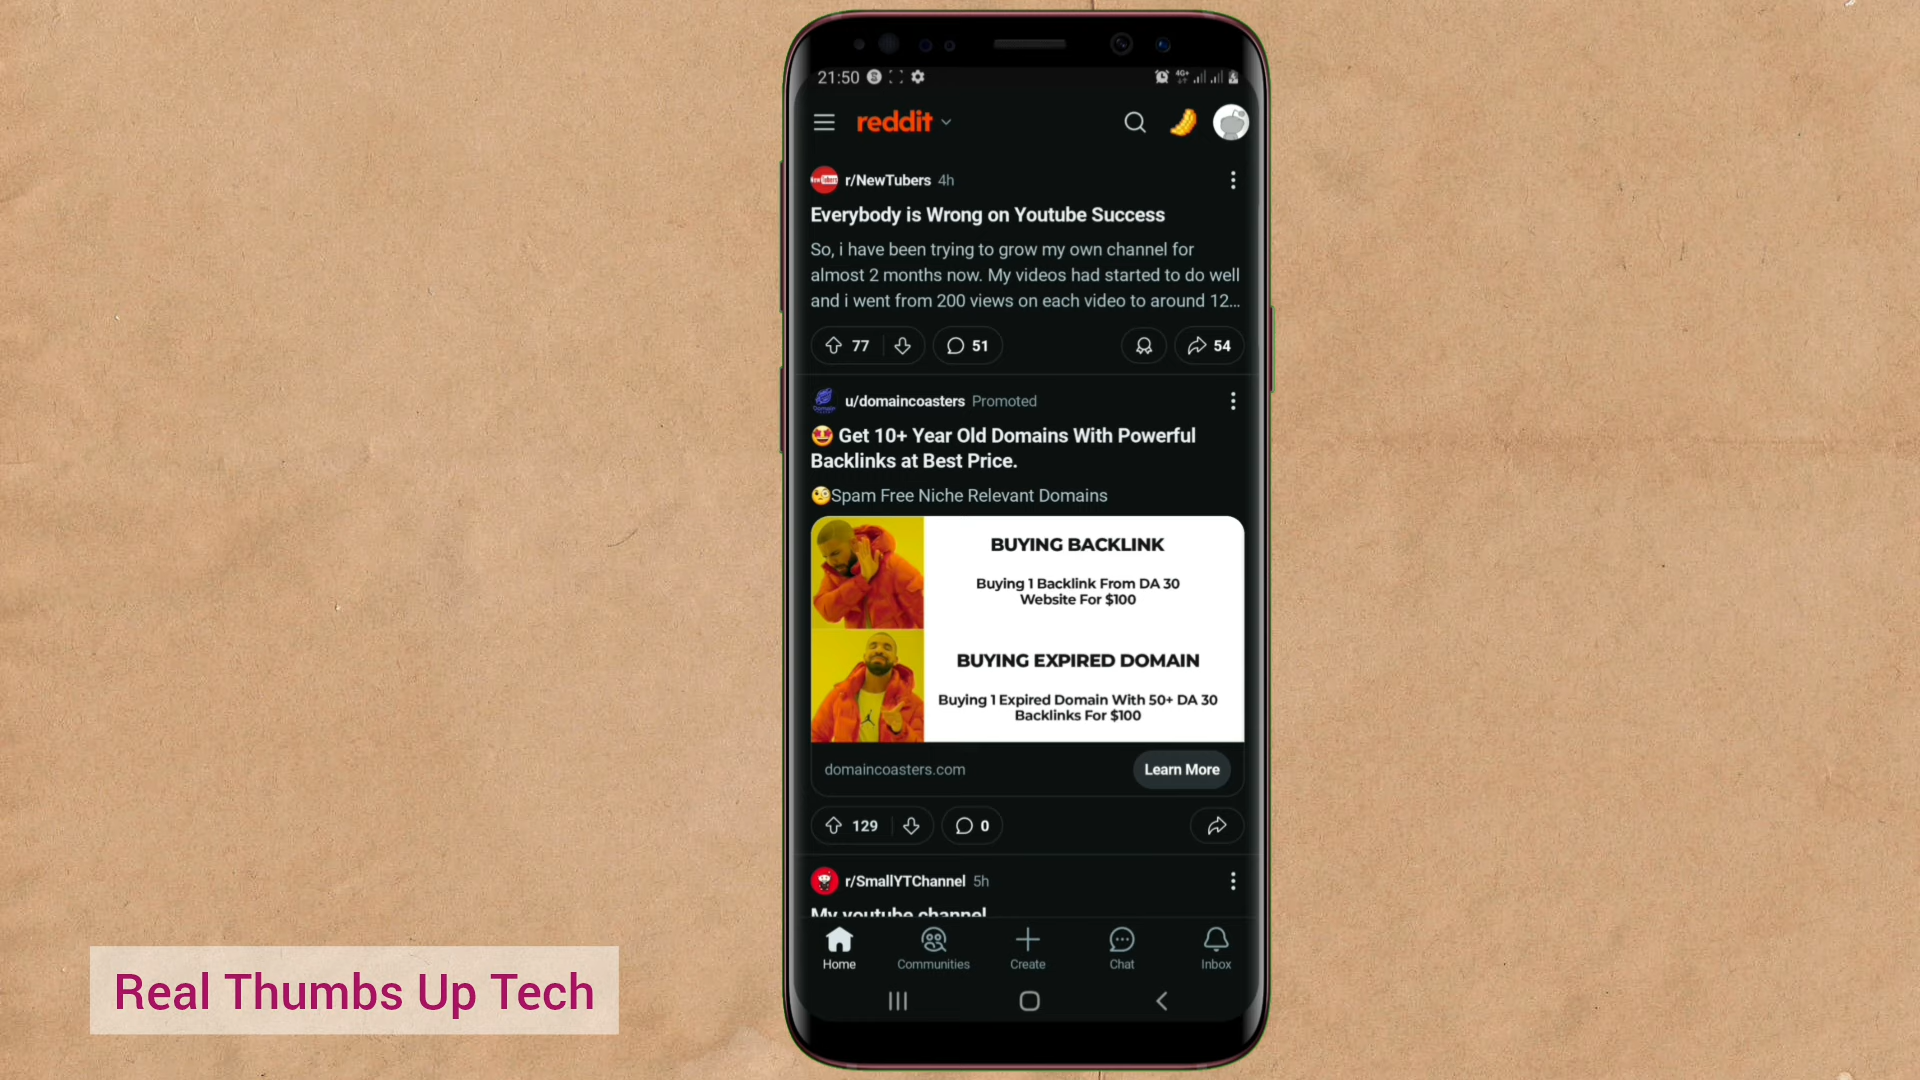 21:50
4G+
reddit
r/NewTubers 4h
Everybody is Wrong on Youtube Success
So, i have been trying to grow my own channel for
almost 2 months now. My videos had started to do well
and i went from 200 views on each video to around 12...
77 51 54
u/domaincoasters Promoted
Get 10+ Year Old Domains With Powerful
Backlinks at Best Price.
Spam Free Niche Relevant Domains
BUYING BACKLINK
Buying 1 Backlink From DA 30
Website For $100
BUYING EXPIRED DOMAIN
Buying 1 Expired Domain With 50+ DA 30
Backlinks For $100
domaincoasters.com Learn More
129 0
r/SmallYTChannel 5h
My youtube channel
Home Communities Create Chat Inbox
Real Thumbs Up Tech